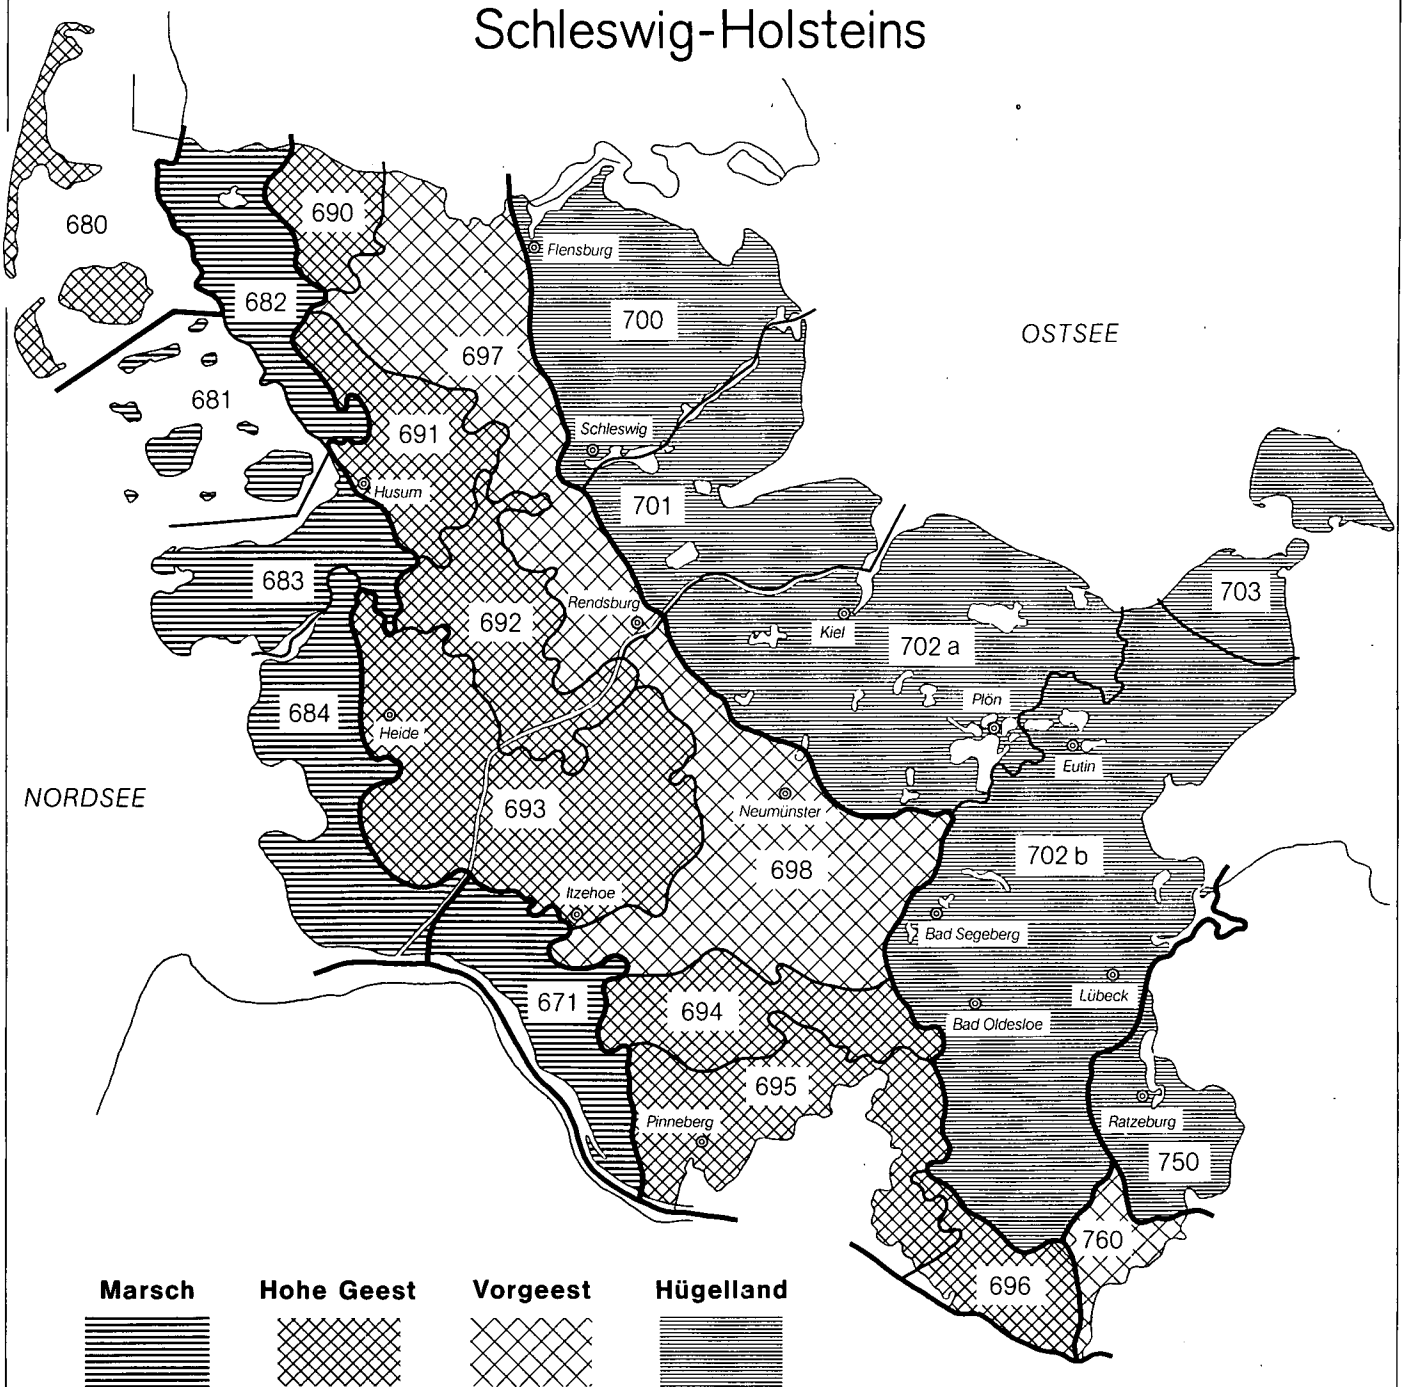 Schleswig-Holsteins
680
690
Flensburg
682
700
OSTSEE
697
681
691
Schleswig
Husum
701
683
703
Rendsburg
692
Kiel
702 a
Plön
684
Heide
Eutin
NORDSEE
693
Neumünster
702 b
698
Itzehoe
Bad Segeberg
Lübeck
671
694
Bad Oldesloe
695
Pinneberg
Ratzeburg
750
760
696
Marsch Hohe Geest Vorgeest Hügelland